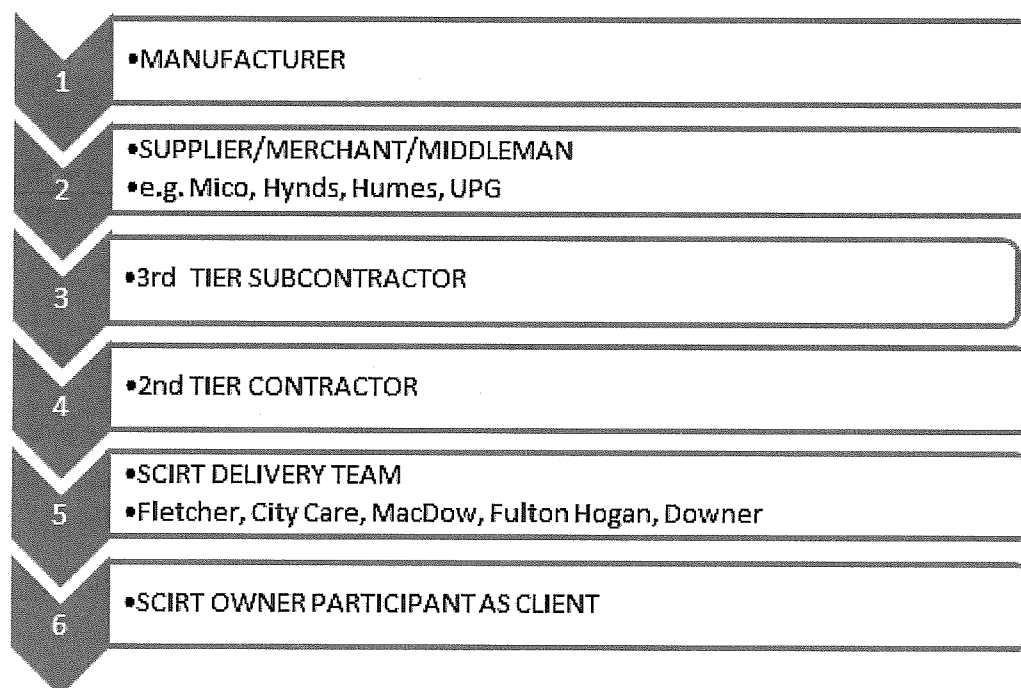 1
•MANUFACTURER
2
•SUPPLIER/MERCHANT/MIDDLEMAN
•e.g. Mico, Hynds, Humes, UPG
3
•3rd TIER SUBCONTRACTOR
4
•2nd TIER CONTRACTOR
5
•SCIRT DELIVERY TEAM
•Fletcher, City Care, MacDow, Fulton Hogan, Downer
6
•SCIRT OWNER PARTICIPANT AS CLIENT